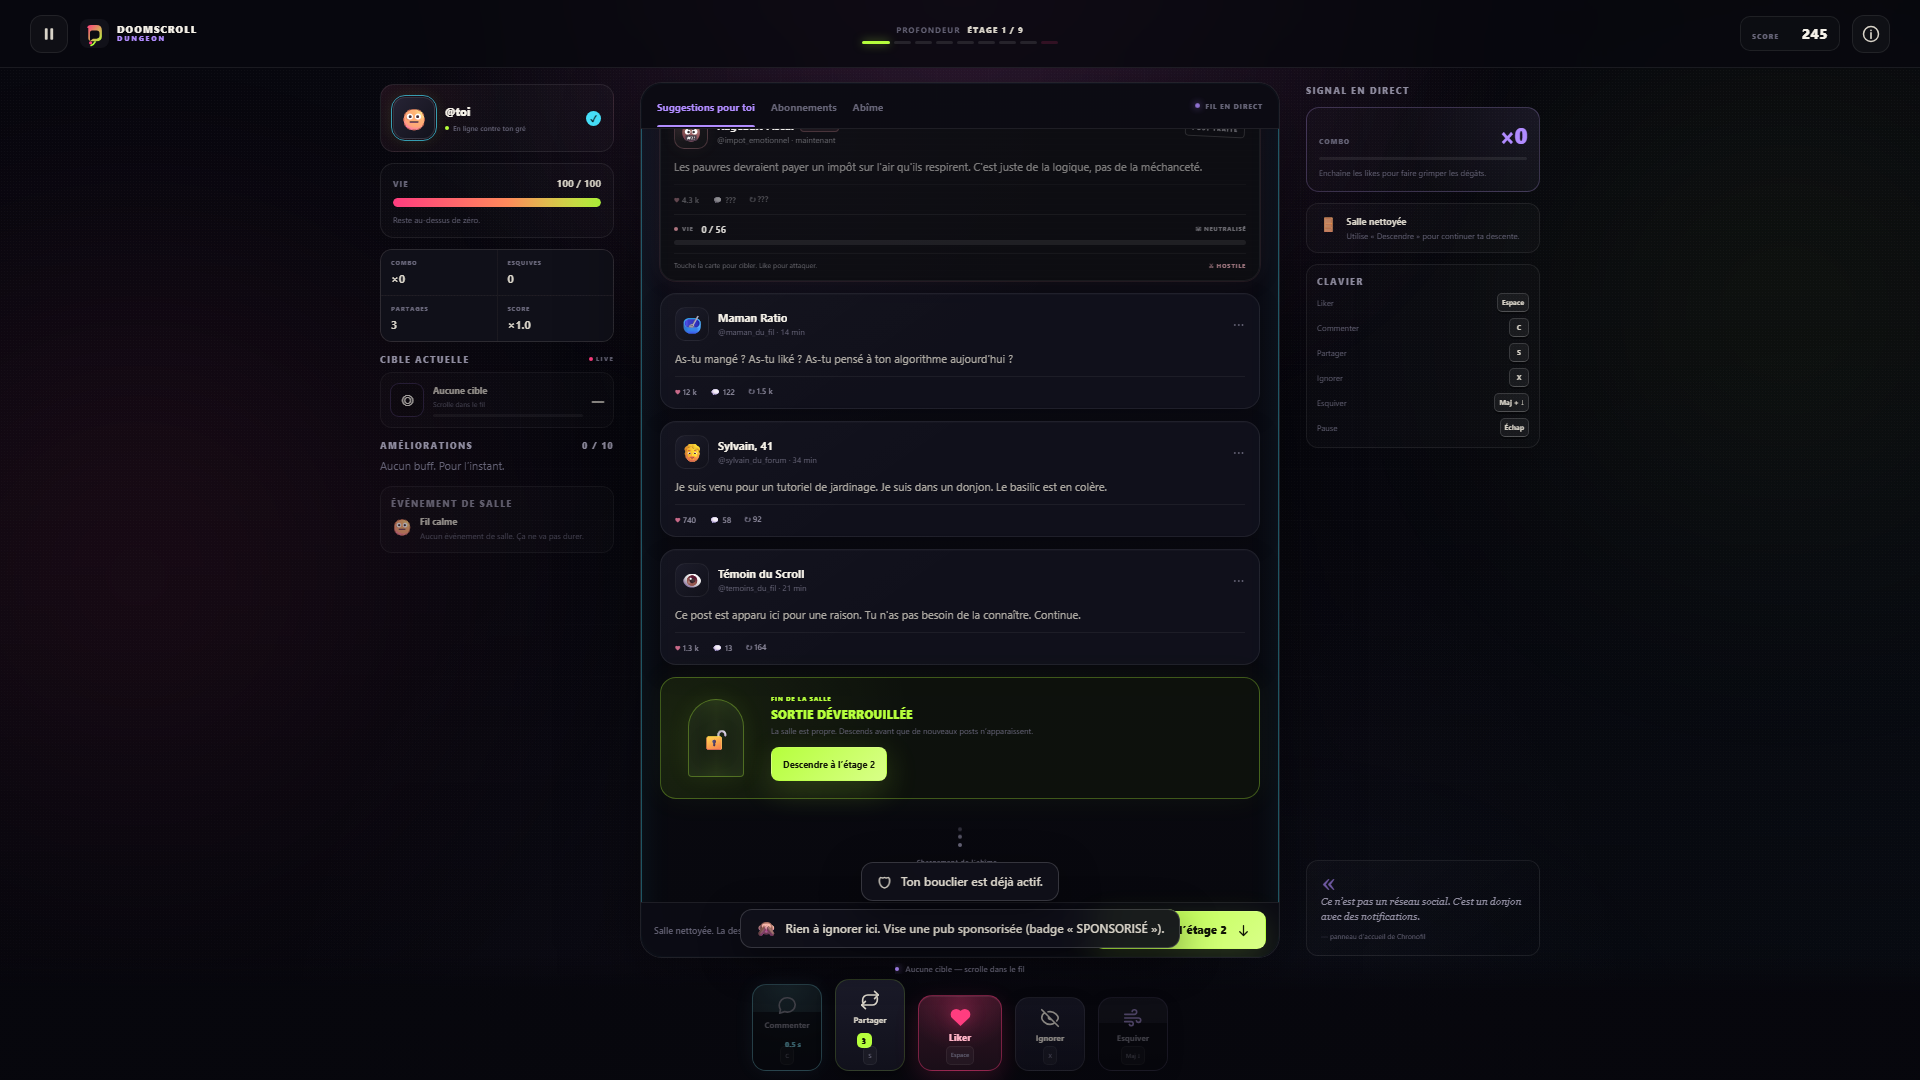 DOOMSCROLL
DUNGEON
PROFONDEUR ÉTAGE 1 / 9
SCORE 245
@toi
En ligne contre ton gré
VIE 100 / 100
Reste au-dessus de zéro.
COMBO
×0
ESQUIVES
0
PARTAGES
3
SCORE
×1.0
CIBLE ACTUELLE LIVE
Aucune cible
Scrolle dans le fil
—
AMÉLIORATIONS 0 / 10
Aucun buff. Pour l'instant.
ÉVÉNEMENT DE SALLE
Fil calme
Aucun événement de salle. Ça ne va pas durer.
Suggestions pour toi Abonnements Abîme FIL EN DIRECT
@impot_emotionnel · maintenant
Les pauvres devraient payer un impôt sur l'air qu'ils respirent. C'est juste de la logique, pas de la méchanceté.
4.3 k ??? ???
VIE 0 / 56 NEUTRALISÉ
Touche la carte pour cibler. Like pour attaquer. HOSTILE
Maman Ratio
@maman_du_fil · 14 min
As-tu mangé ? As-tu liké ? As-tu pensé à ton algorithme aujourd'hui ?
12 k 122 1.5 k
Sylvain, 41
@sylvain_du_forum · 34 min
Je suis venu pour un tutoriel de jardinage. Je suis dans un donjon. Le basilic est en colère.
740 58 92
Témoin du Scroll
@temoins_du_fil · 21 min
Ce post est apparu ici pour une raison. Tu n'as pas besoin de la connaître. Continue.
1.3 k 13 164
FIN DE LA SALLE
SORTIE DÉVERROUILLÉE
La salle est propre. Descends avant que de nouveaux posts n'apparaissent.
Descendre à l'étage 2
Ton bouclier est déjà actif.
Salle nettoyée. La des
Rien à ignorer ici. Vise une pub sponsorisée (badge « SPONSORISÉ »).
l'étage 2
Aucune cible — scrolle dans le fil
Commenter
0.5 s
C
Partager
3
S
Liker
Espace
Ignorer
X
Esquiver
Maj ↓
SIGNAL EN DIRECT
COMBO ×0
Enchaîne les likes pour faire grimper les dégâts.
Salle nettoyée
Utilise « Descendre » pour continuer ta descente.
CLAVIER
Liker Espace
Commenter C
Partager S
Ignorer X
Esquiver Maj + ↓
Pause Échap
«
Ce n'est pas un réseau social. C'est un donjon
avec des notifications.
— panneau d'accueil de Chronofil